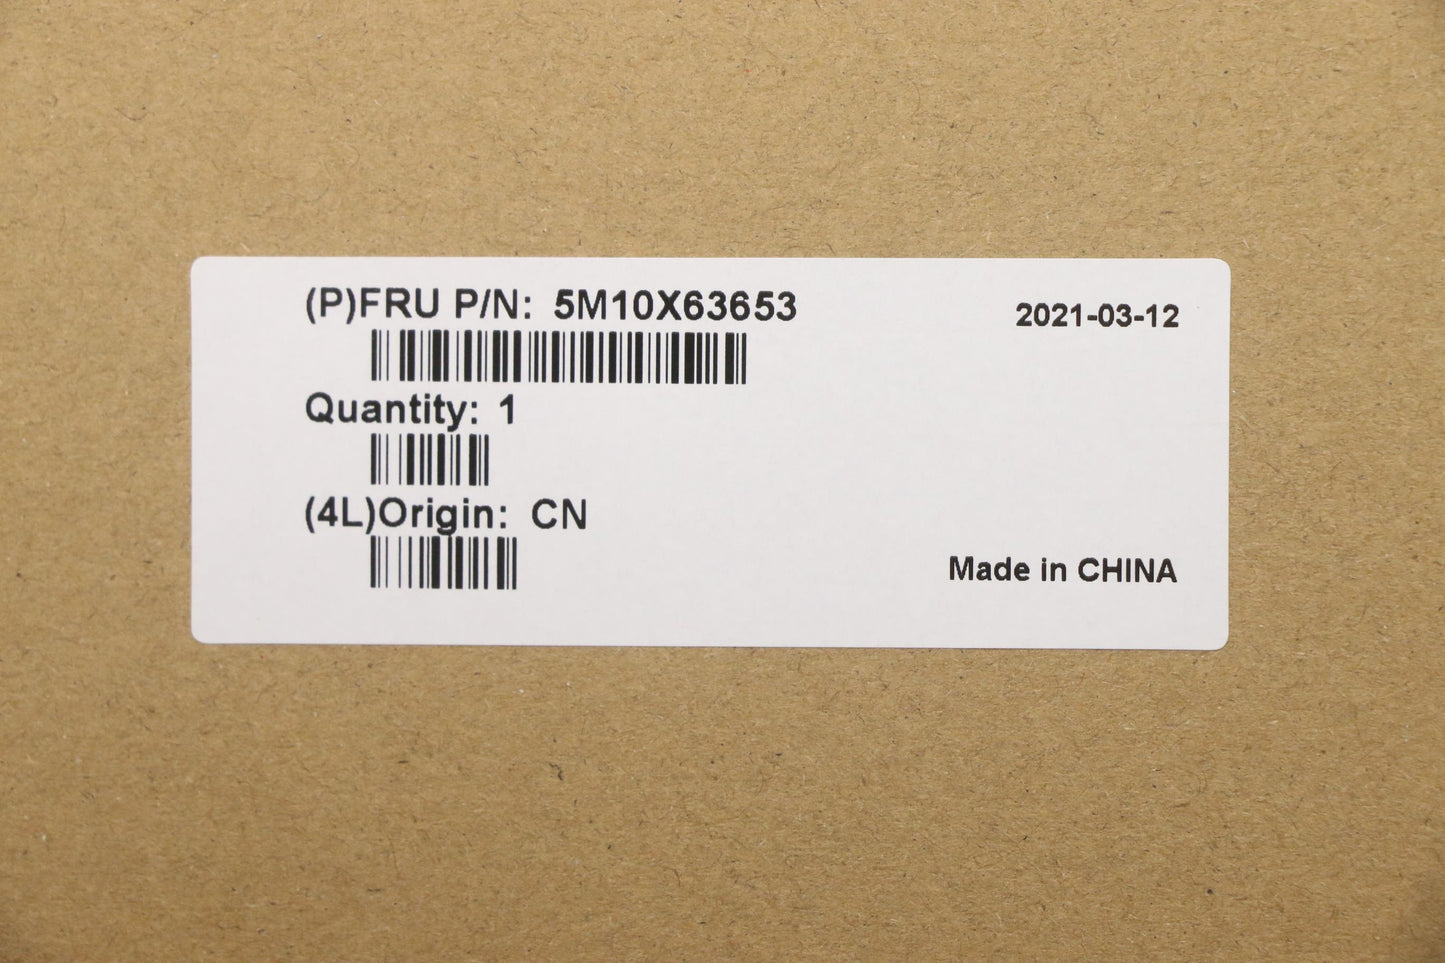 (P)FRU P/N: 5M10X63653
2021-03-12
Quantity: 1
(4L)Origin: CN
Made in CHINA